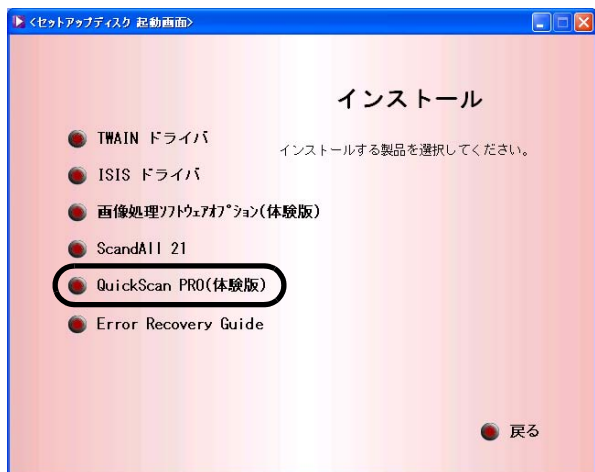 <セットアップディスク 起動画面>
インストール
インストールする製品を選択してください。
TWAIN ドライバ
ISIS ドライバ
画像処理ソフトウェアオプション(体験版)
ScandAll 21
QuickScan PRO(体験版)
Error Recovery Guide
戻る